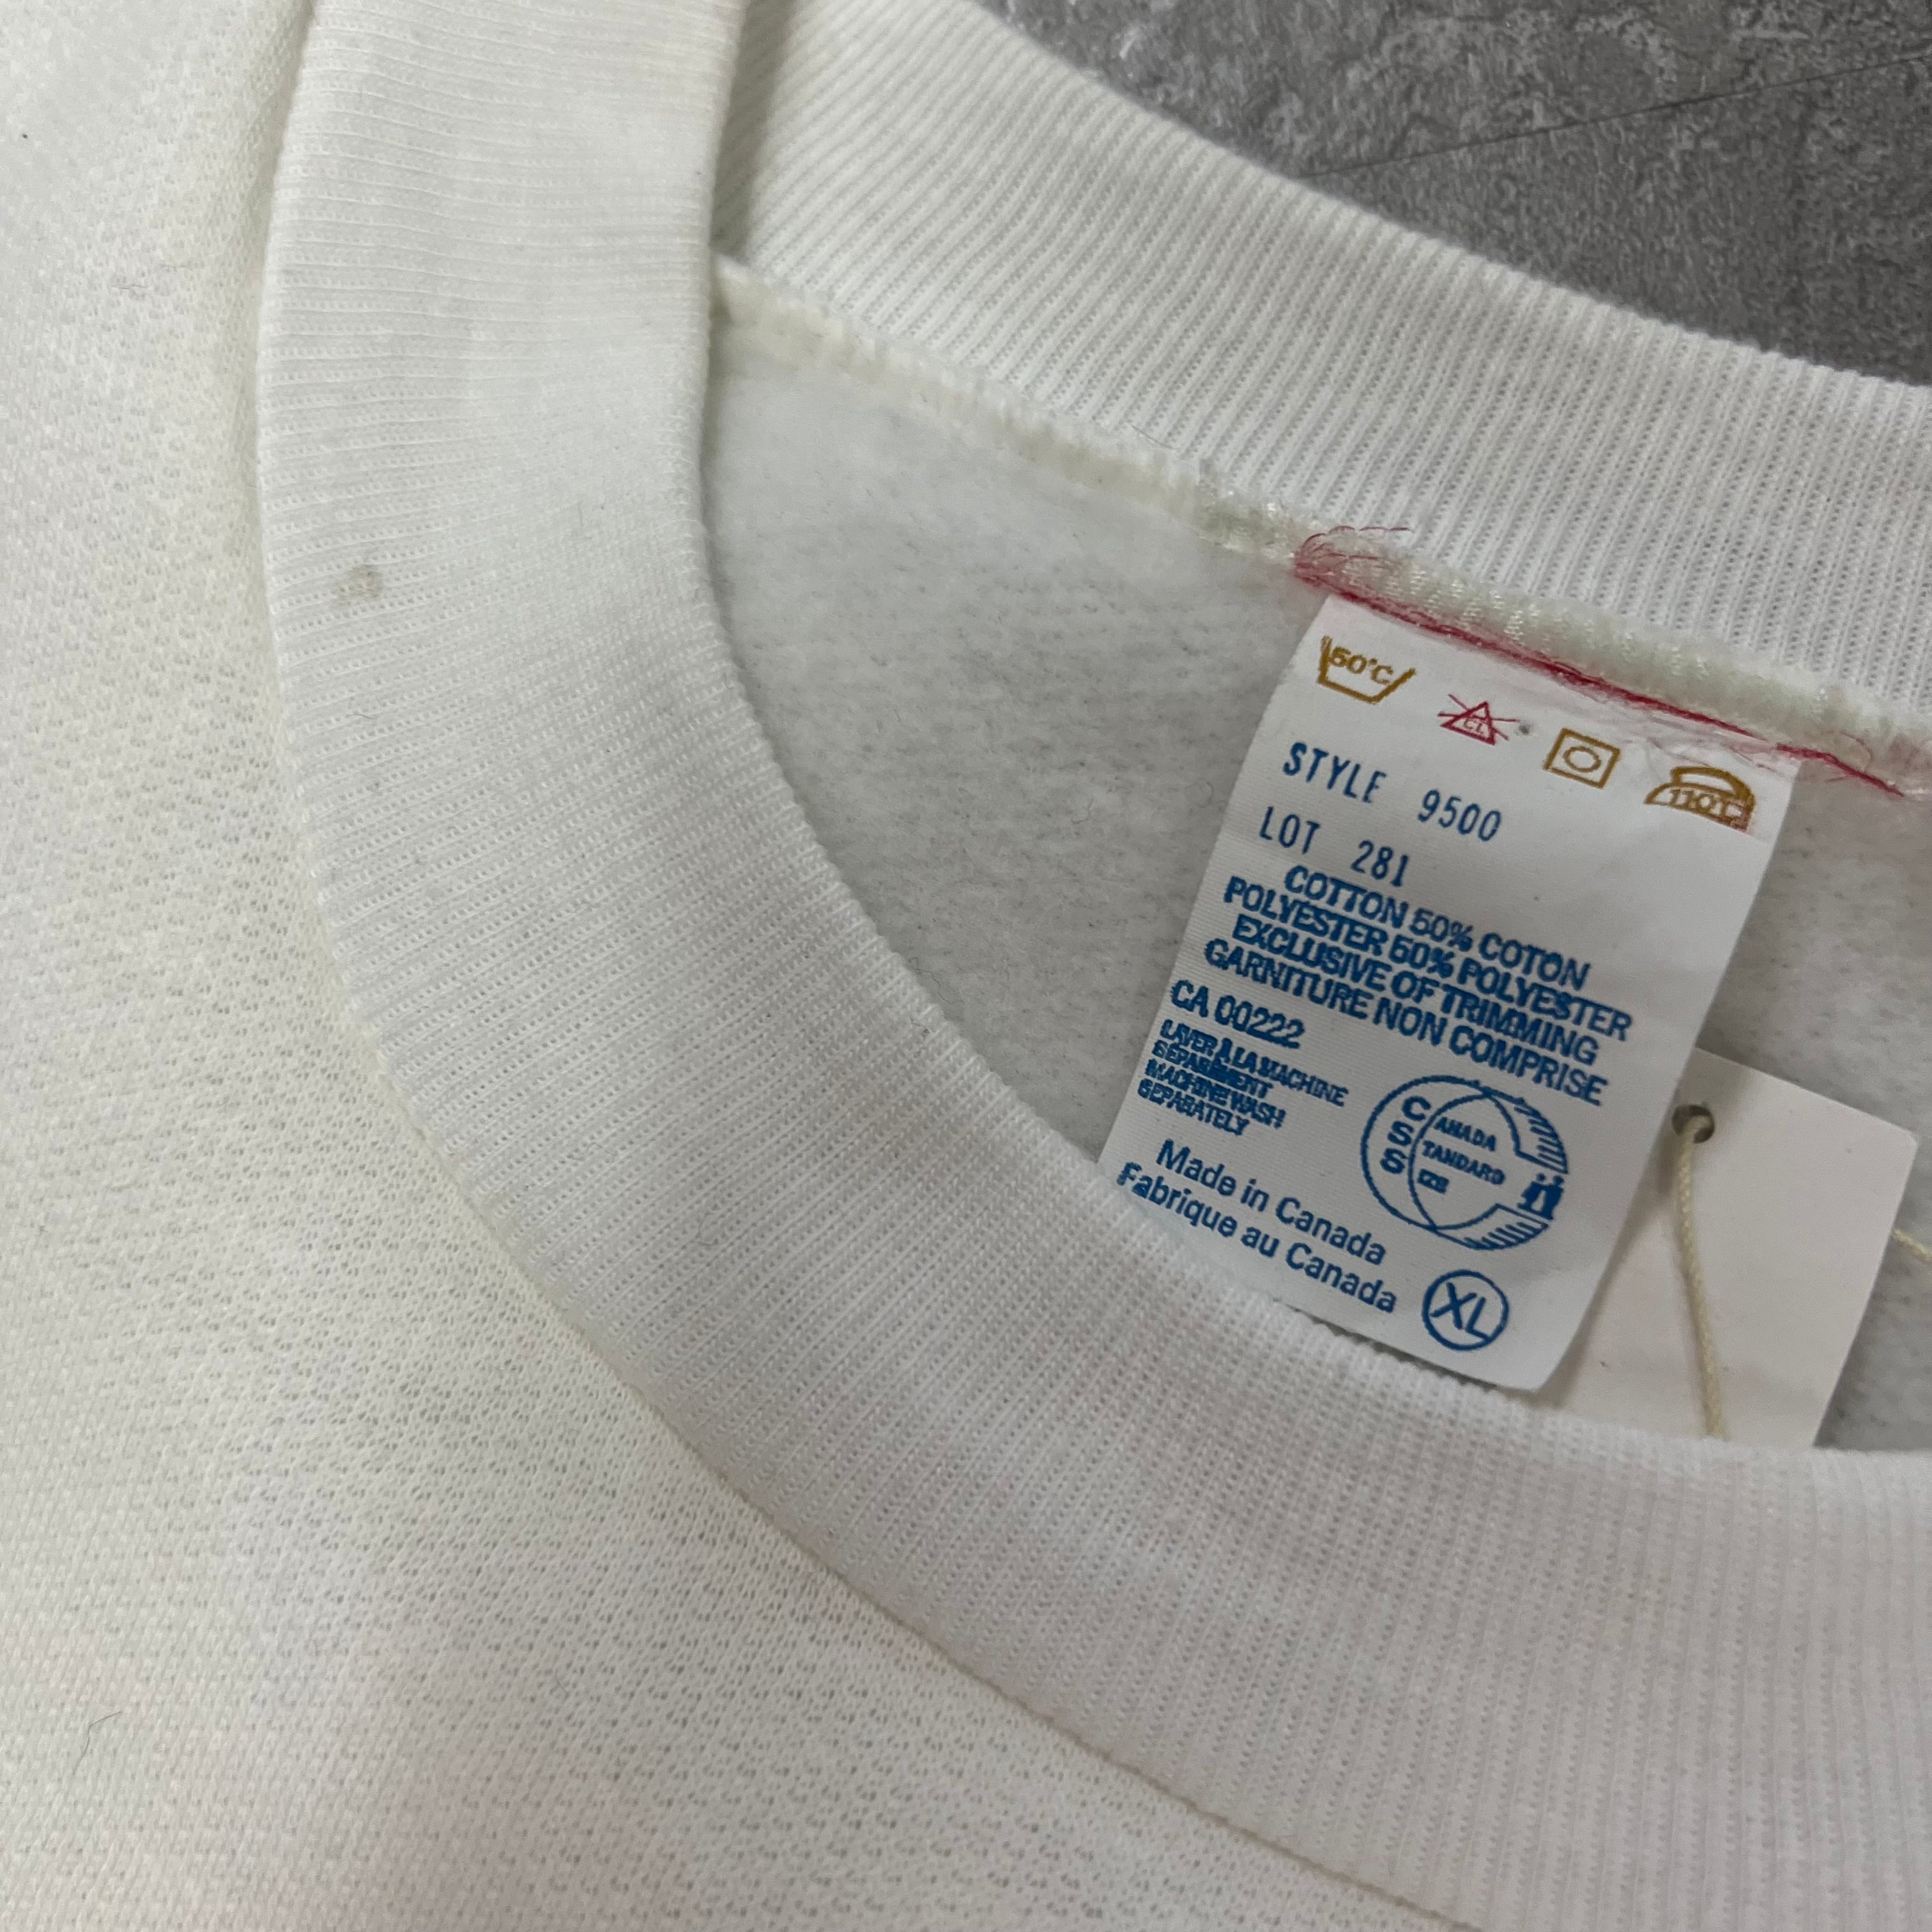 50°C
CL
110°C
STYLE 9500
LOT 281
COTTON 50% COTON
POLYESTER 50% POLYESTER
EXCLUSIVE OF TRIMMING
GARNITURE NON COMPRISE
CA 00222
LAVER À LA MACHINE
SEPAREMENT
MACHINE WASH
SEPARATELY
CANADA
STANDARD
SIZE
Made in Canada
Fabrique au Canada
XL